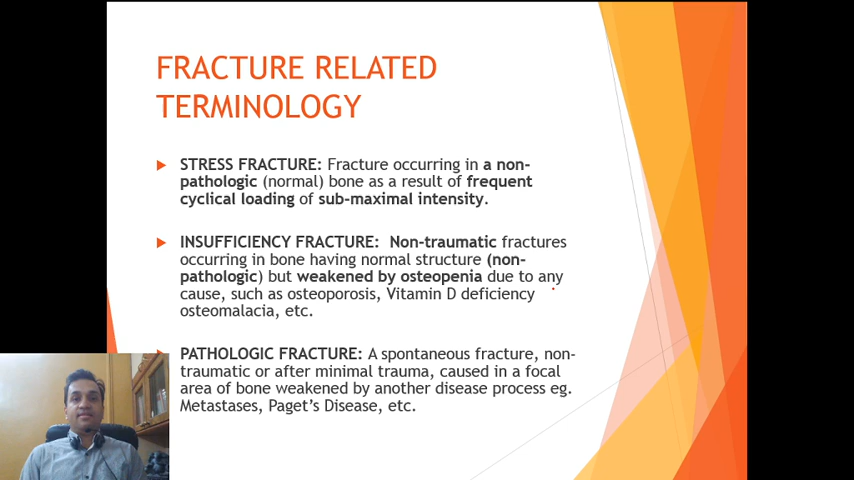 FRACTURE RELATED
TERMINOLOGY
STRESS FRACTURE: Fracture occurring in a non-
pathologic (normal) bone as a result of frequent
cyclical loading of sub-maximal intensity.
INSUFFICIENCY FRACTURE: Non-traumatic fractures
occurring in bone having normal structure (non-
pathologic) but weakened by osteopenia due to any
cause, such as osteoporosis, Vitamin D deficiency
osteomalacia, etc.
PATHOLOGIC FRACTURE: A spontaneous fracture, non-
traumatic or after minimal trauma, caused in a focal
area of bone weakened by another disease process eg.
Metastases, Paget's Disease, etc.